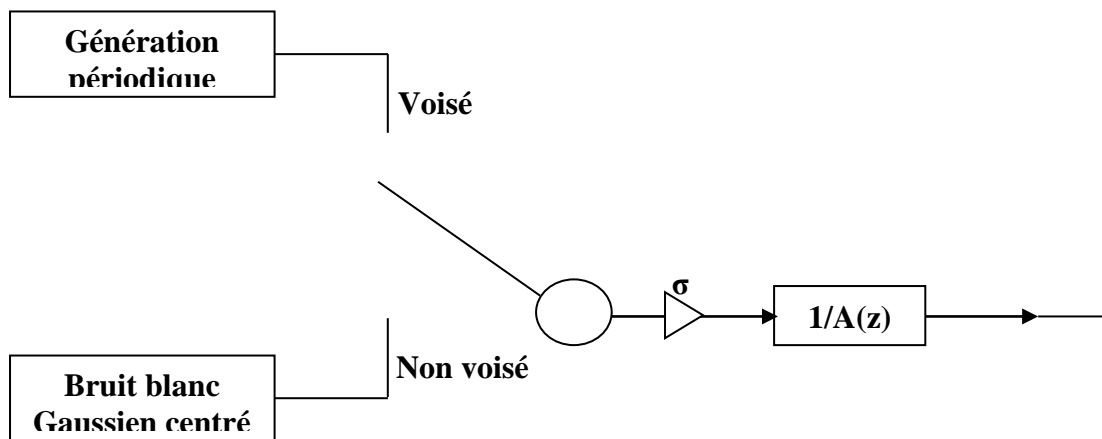 Génération
périodique
Voisé
σ
1/A(z)
Non voisé
Bruit blanc
Gaussien centré